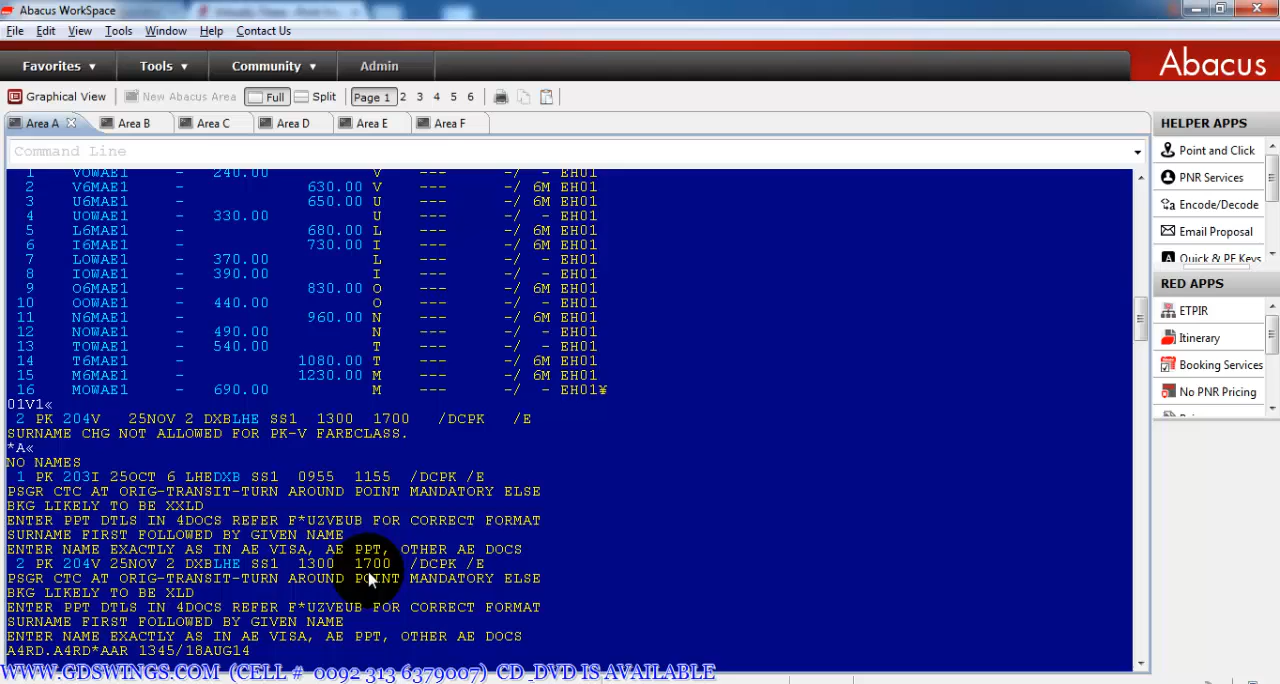 Abacus WorkSpace
File Edit View Tools Window Help Contact Us
Favorites Tools Community Admin
Abacus
Graphical View New Abacus Area Full Split Page 1 2 3 4 5 6
Area A Area B Area C Area D Area E Area F
Command Line
1 VOWAE1 - 240.00 V --- -/ - EH01
2 V6MAE1 - 630.00 V --- -/ 6M EH01
3 U6MAE1 - 650.00 U --- -/ 6M EH01
4 UOWAE1 - 330.00 U --- -/ - EH01
5 L6MAE1 - 680.00 L --- -/ 6M EH01
6 I6MAE1 - 730.00 I --- -/ 6M EH01
7 LOWAE1 - 370.00 L --- -/ - EH01
8 IOWAE1 - 390.00 I --- -/ - EH01
9 O6MAE1 - 830.00 O --- -/ 6M EH01
10 OOWAE1 - 440.00 O --- -/ - EH01
11 N6MAE1 - 960.00 N --- -/ 6M EH01
12 NOWAE1 - 490.00 N --- -/ - EH01
13 TOWAE1 - 540.00 T --- -/ - EH01
14 T6MAE1 - 1080.00 T --- -/ 6M EH01
15 M6MAE1 - 1230.00 M --- -/ 6M EH01
16 MOWAE1 - 690.00 M --- -/ - EH01¥
01V1«
2 PK 204V 25NOV 2 DXBLHE SS1 1300 1700 /DCPK /E
SURNAME CHG NOT ALLOWED FOR PK-V FARECLASS.
*A«
NO NAMES
1 PK 203I 25OCT 6 LHEDXB SS1 0955 1155 /DCPK /E
PSGR CTC AT ORIG-TRANSIT-TURN AROUND POINT MANDATORY ELSE
BKG LIKELY TO BE XXLD
ENTER PPT DTLS IN 4DOCS REFER F*UZVEUB FOR CORRECT FORMAT
SURNAME FIRST FOLLOWED BY GIVEN NAME
ENTER NAME EXACTLY AS IN AE VISA, AE PPT, OTHER AE DOCS
2 PK 204V 25NOV 2 DXBLHE SS1 1300 1700 /DCPK /E
PSGR CTC AT ORIG-TRANSIT-TURN AROUND POINT MANDATORY ELSE
BKG LIKELY TO BE XLD
ENTER PPT DTLS IN 4DOCS REFER F*UZVEUB FOR CORRECT FORMAT
SURNAME FIRST FOLLOWED BY GIVEN NAME
ENTER NAME EXACTLY AS IN AE VISA, AE PPT, OTHER AE DOCS
A4RD.A4RD*AAR 1345/18AUG14
WWW.GDSWINGS.COM (CELL # 0092 313 6379007) CD_DVD IS AVAILABLE
HELPER APPS
Point and Click
PNR Services
Encode/Decode
Email Proposal
Quick & PF Keys
RED APPS
ETPIR
Itinerary
Booking Services
No PNR Pricing